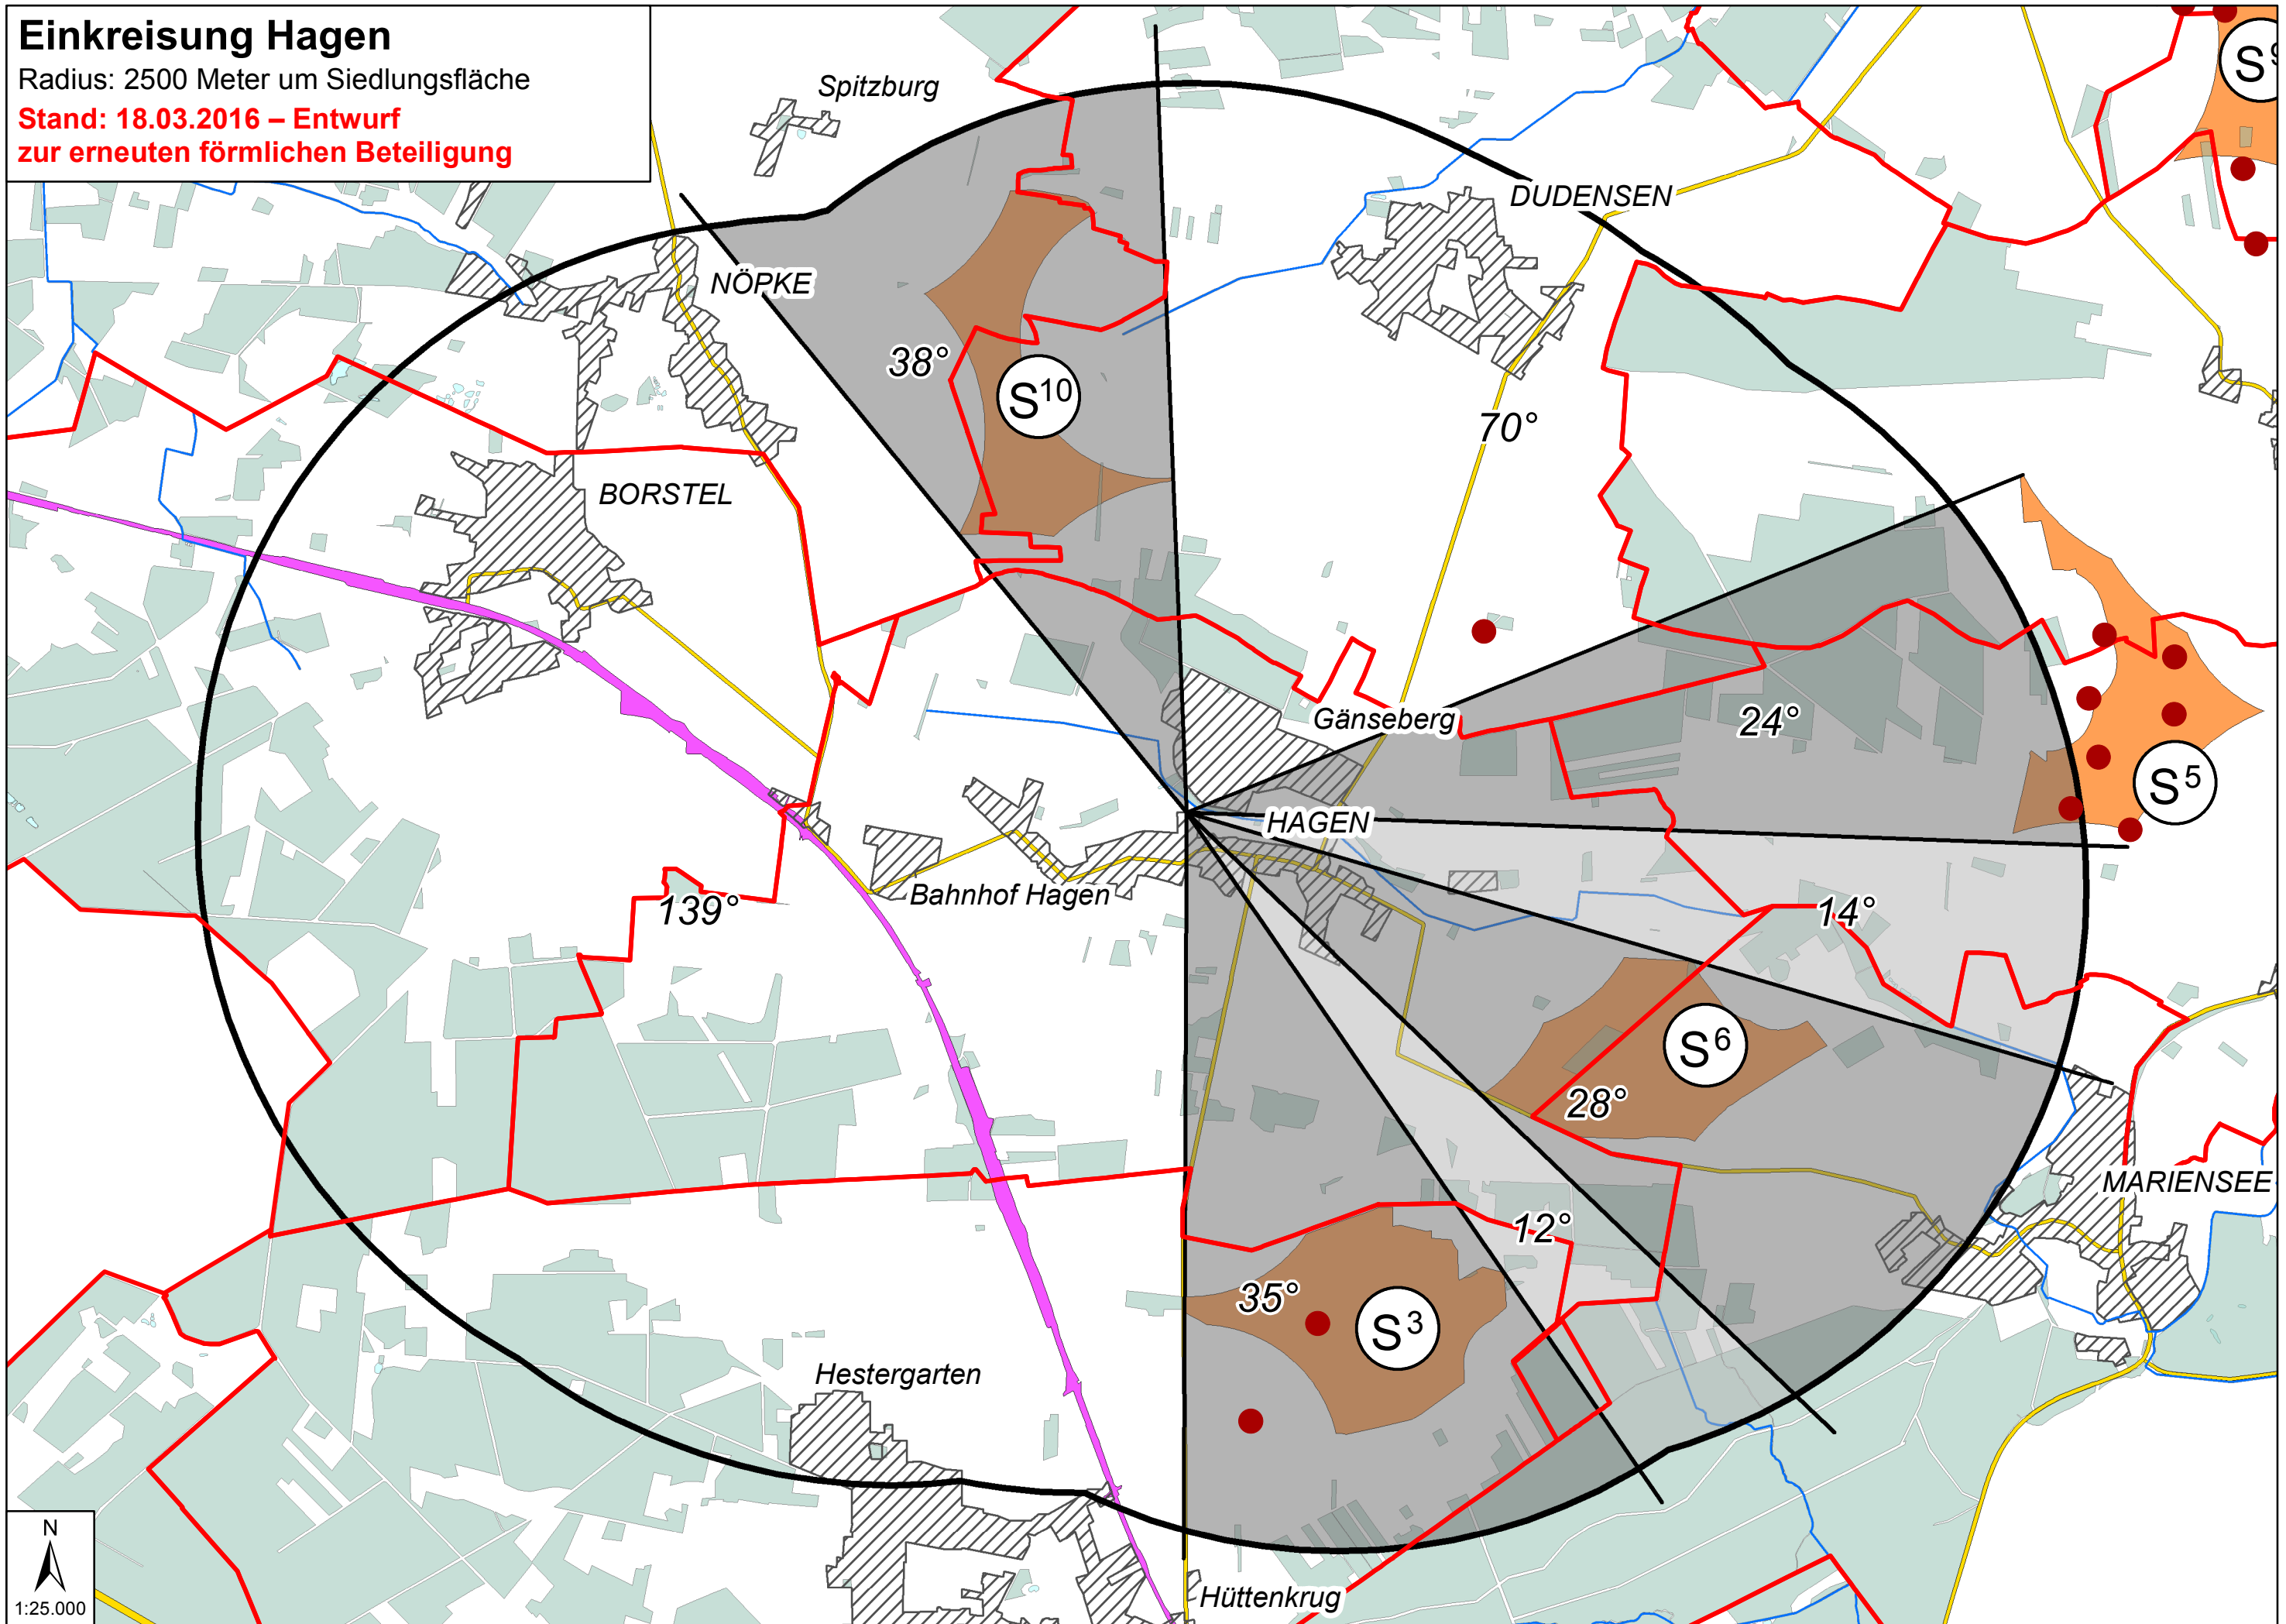 Einkreisung Hagen
Radius: 2500 Meter um Siedlungsfläche
Stand: 18.03.2016 – Entwurf
zur erneuten förmlichen Beteiligung
Spitzburg
S9
DUDENSEN
NÖPKE
38°
S10
70°
BORSTEL
Gänseberg
24°
S5
HAGEN
Bahnhof Hagen
139°
14°
S6
28°
MARIENSEE
12°
35°
S3
Hestergarten
Hüttenkrug
N
1:25.000